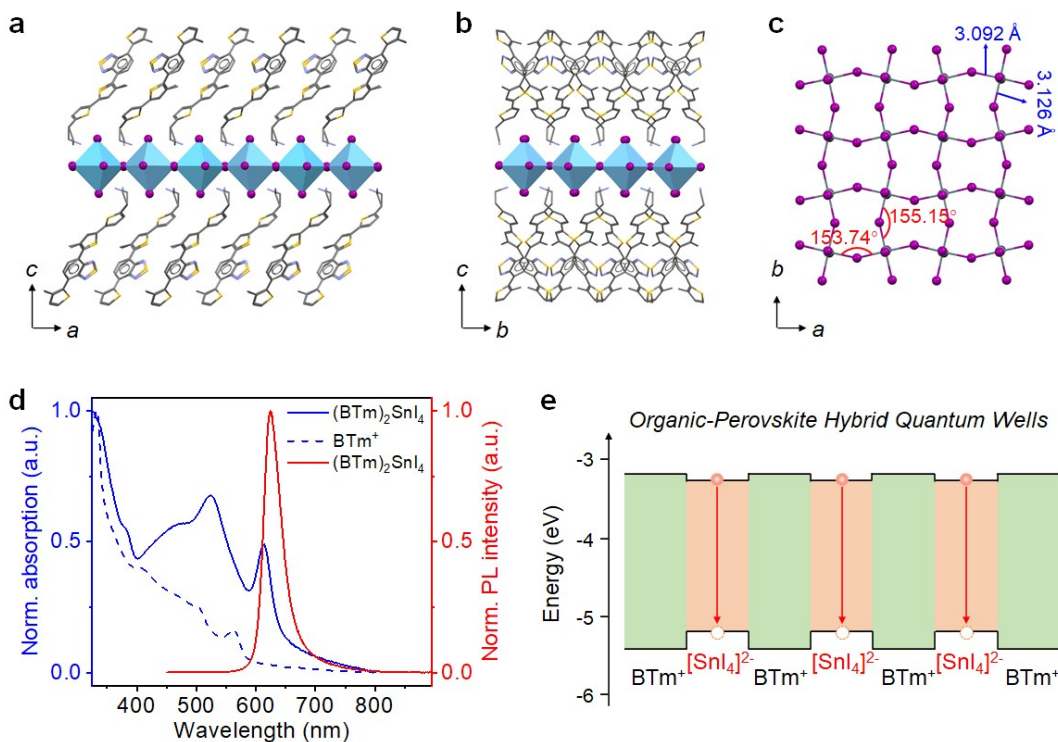 a
c
a
b
c
b
c
3.092 Å
3.126 Å
155.15°
153.74°
b
a
d
Norm. absorption (a.u.)
1.0
0.5
0.0
(BTm)₂SnI₄
BTm⁺
(BTm)₂SnI₄
1.0
0.5
0.0
Norm. PL intensity (a.u.)
400 500 600 700 800
Wavelength (nm)
e
Organic-Perovskite Hybrid Quantum Wells
Energy (eV)
-3
-4
-5
-6
BTm⁺ [SnI₄]²⁻ BTm⁺ [SnI₄]²⁻ BTm⁺ [SnI₄]²⁻ BTm⁺